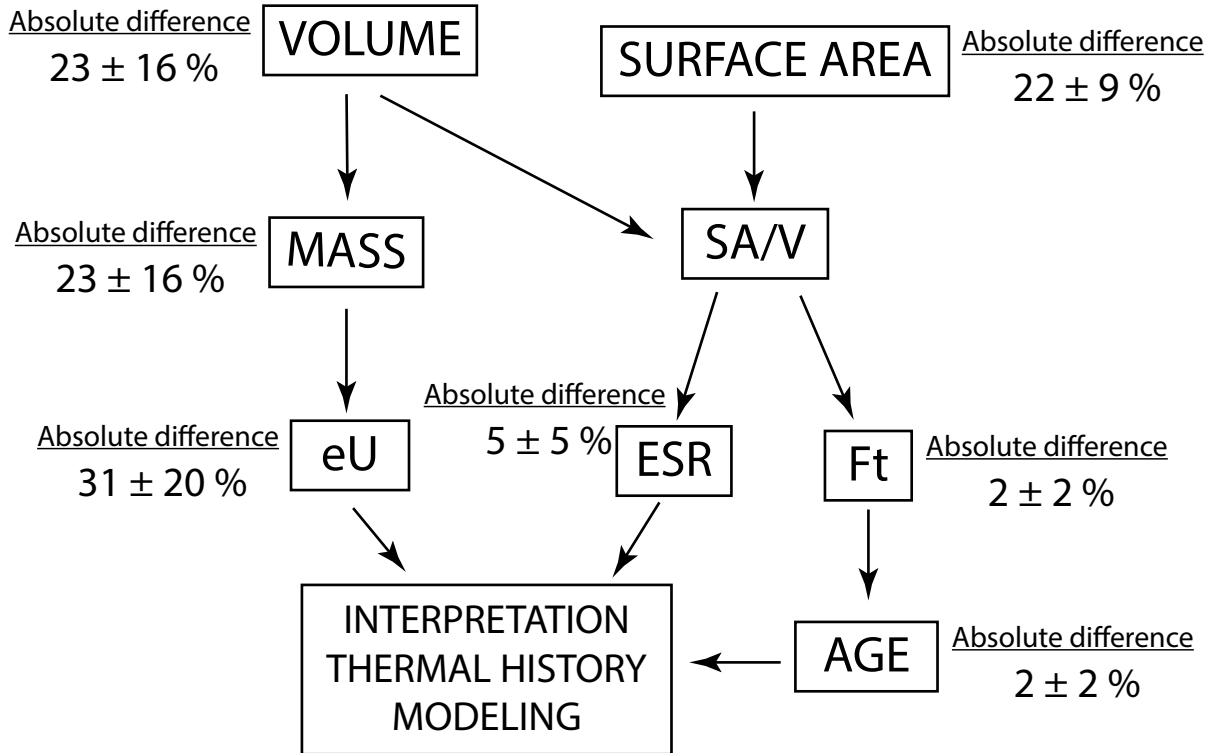 Absolute difference
23 ± 16 %
VOLUME
SURFACE AREA
Absolute difference
22 ± 9 %
Absolute difference
23 ± 16 %
MASS
SA/V
Absolute difference
31 ± 20 %
eU
Absolute difference
5 ± 5 %
ESR
Ft
Absolute difference
2 ± 2 %
INTERPRETATION
THERMAL HISTORY
MODELING
AGE
Absolute difference
2 ± 2 %